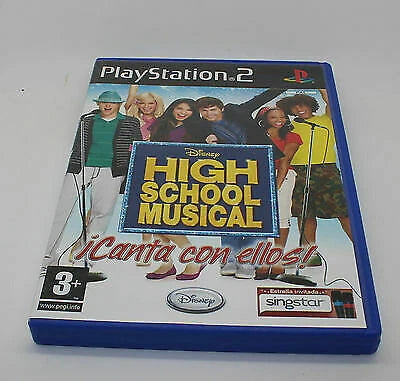 PlayStation®2
Disney
HIGH
SCHOOL
MUSICAL
¡Canta con ellos!
3+
www.pegi.info
Disney
Estrella invitada
singstar